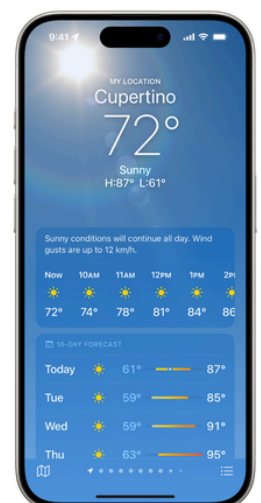 9:41
MY LOCATION
Cupertino
72°
Sunny
H:87° L:61°
Sunny conditions will continue all day. Wind
gusts are up to 12 km/h.
Now 10AM 11AM 12PM 1PM
72° 74° 78° 81° 84° 86
10-DAY FORECAST
Today 61° 87°
Tue 59° 85°
Wed 59° 91°
Thu 63° 95°